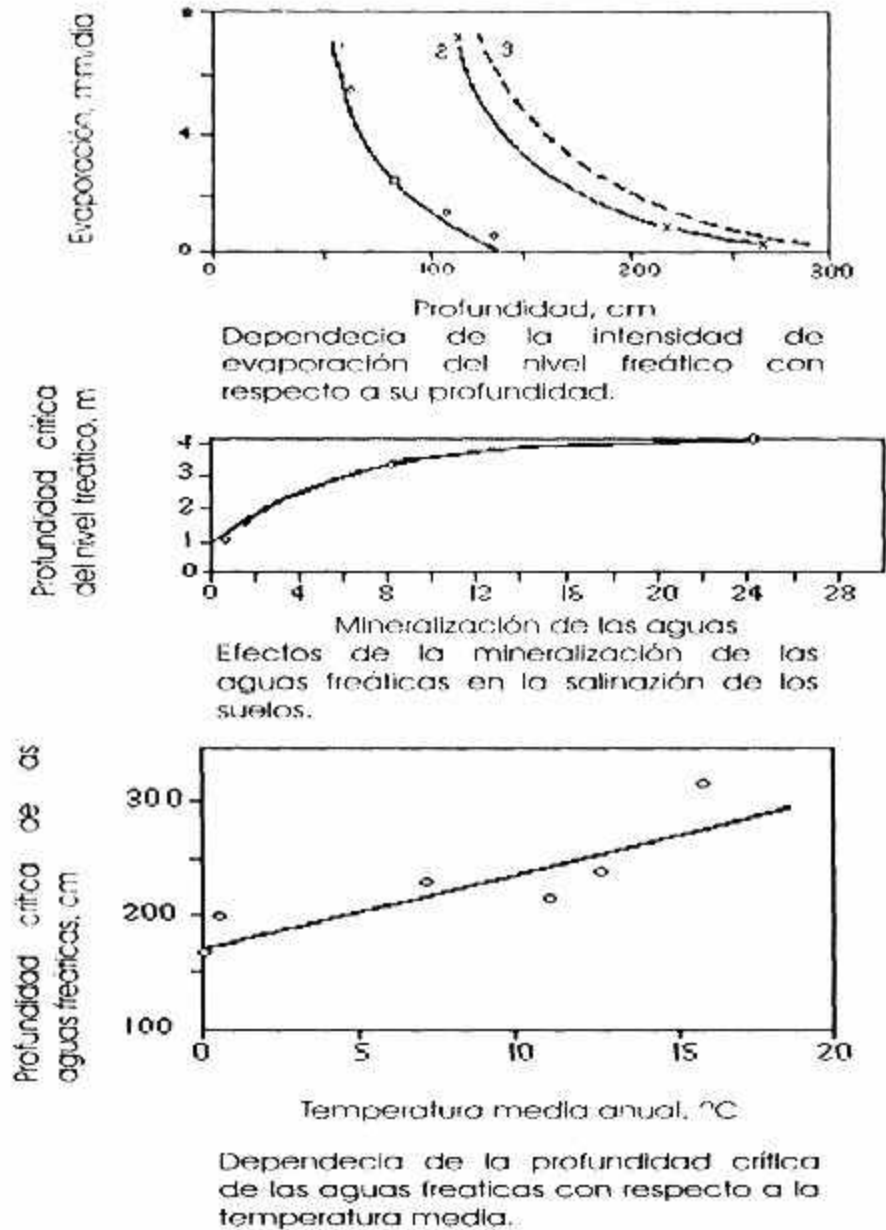 Evaporación, mm/dia
8
4
0
2 3
0 100 200 300
Profundidad, cm
Dependecia de la intensidad de
evaporación del nivel freático con
respecto a su profundidad.
Profundidad crítica
del nivel freático, m
4
3
2
1
0
0 4 8 12 16 20 24 28
Mineralización de las aguas
Efectos de la mineralización de las
aguas freáticas en la salinazión de los
suelos.
Profundidad crítica de as
aguas freáticas, cm
300
200
100
0 5 10 15 20
Temperatura media anual, ºC
Dependecia de la profundidad crítica
de las aguas freaticas con respecto a la
temperatura media.